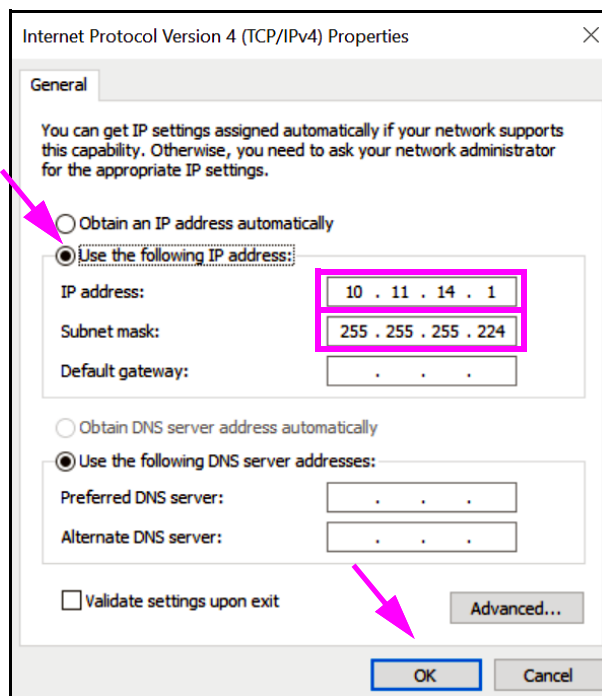 Internet Protocol Version 4 (TCP/IPv4) Properties
General
You can get IP settings assigned automatically if your network supports
this capability. Otherwise, you need to ask your network administrator
for the appropriate IP settings.
Obtain an IP address automatically
Use the following IP address:
IP address: 10 . 11 . 14 . 1
Subnet mask: 255 . 255 . 255 . 224
Default gateway: . . .
Obtain DNS server address automatically
Use the following DNS server addresses:
Preferred DNS server: . . .
Alternate DNS server: . . .
Validate settings upon exit
Advanced...
OK Cancel